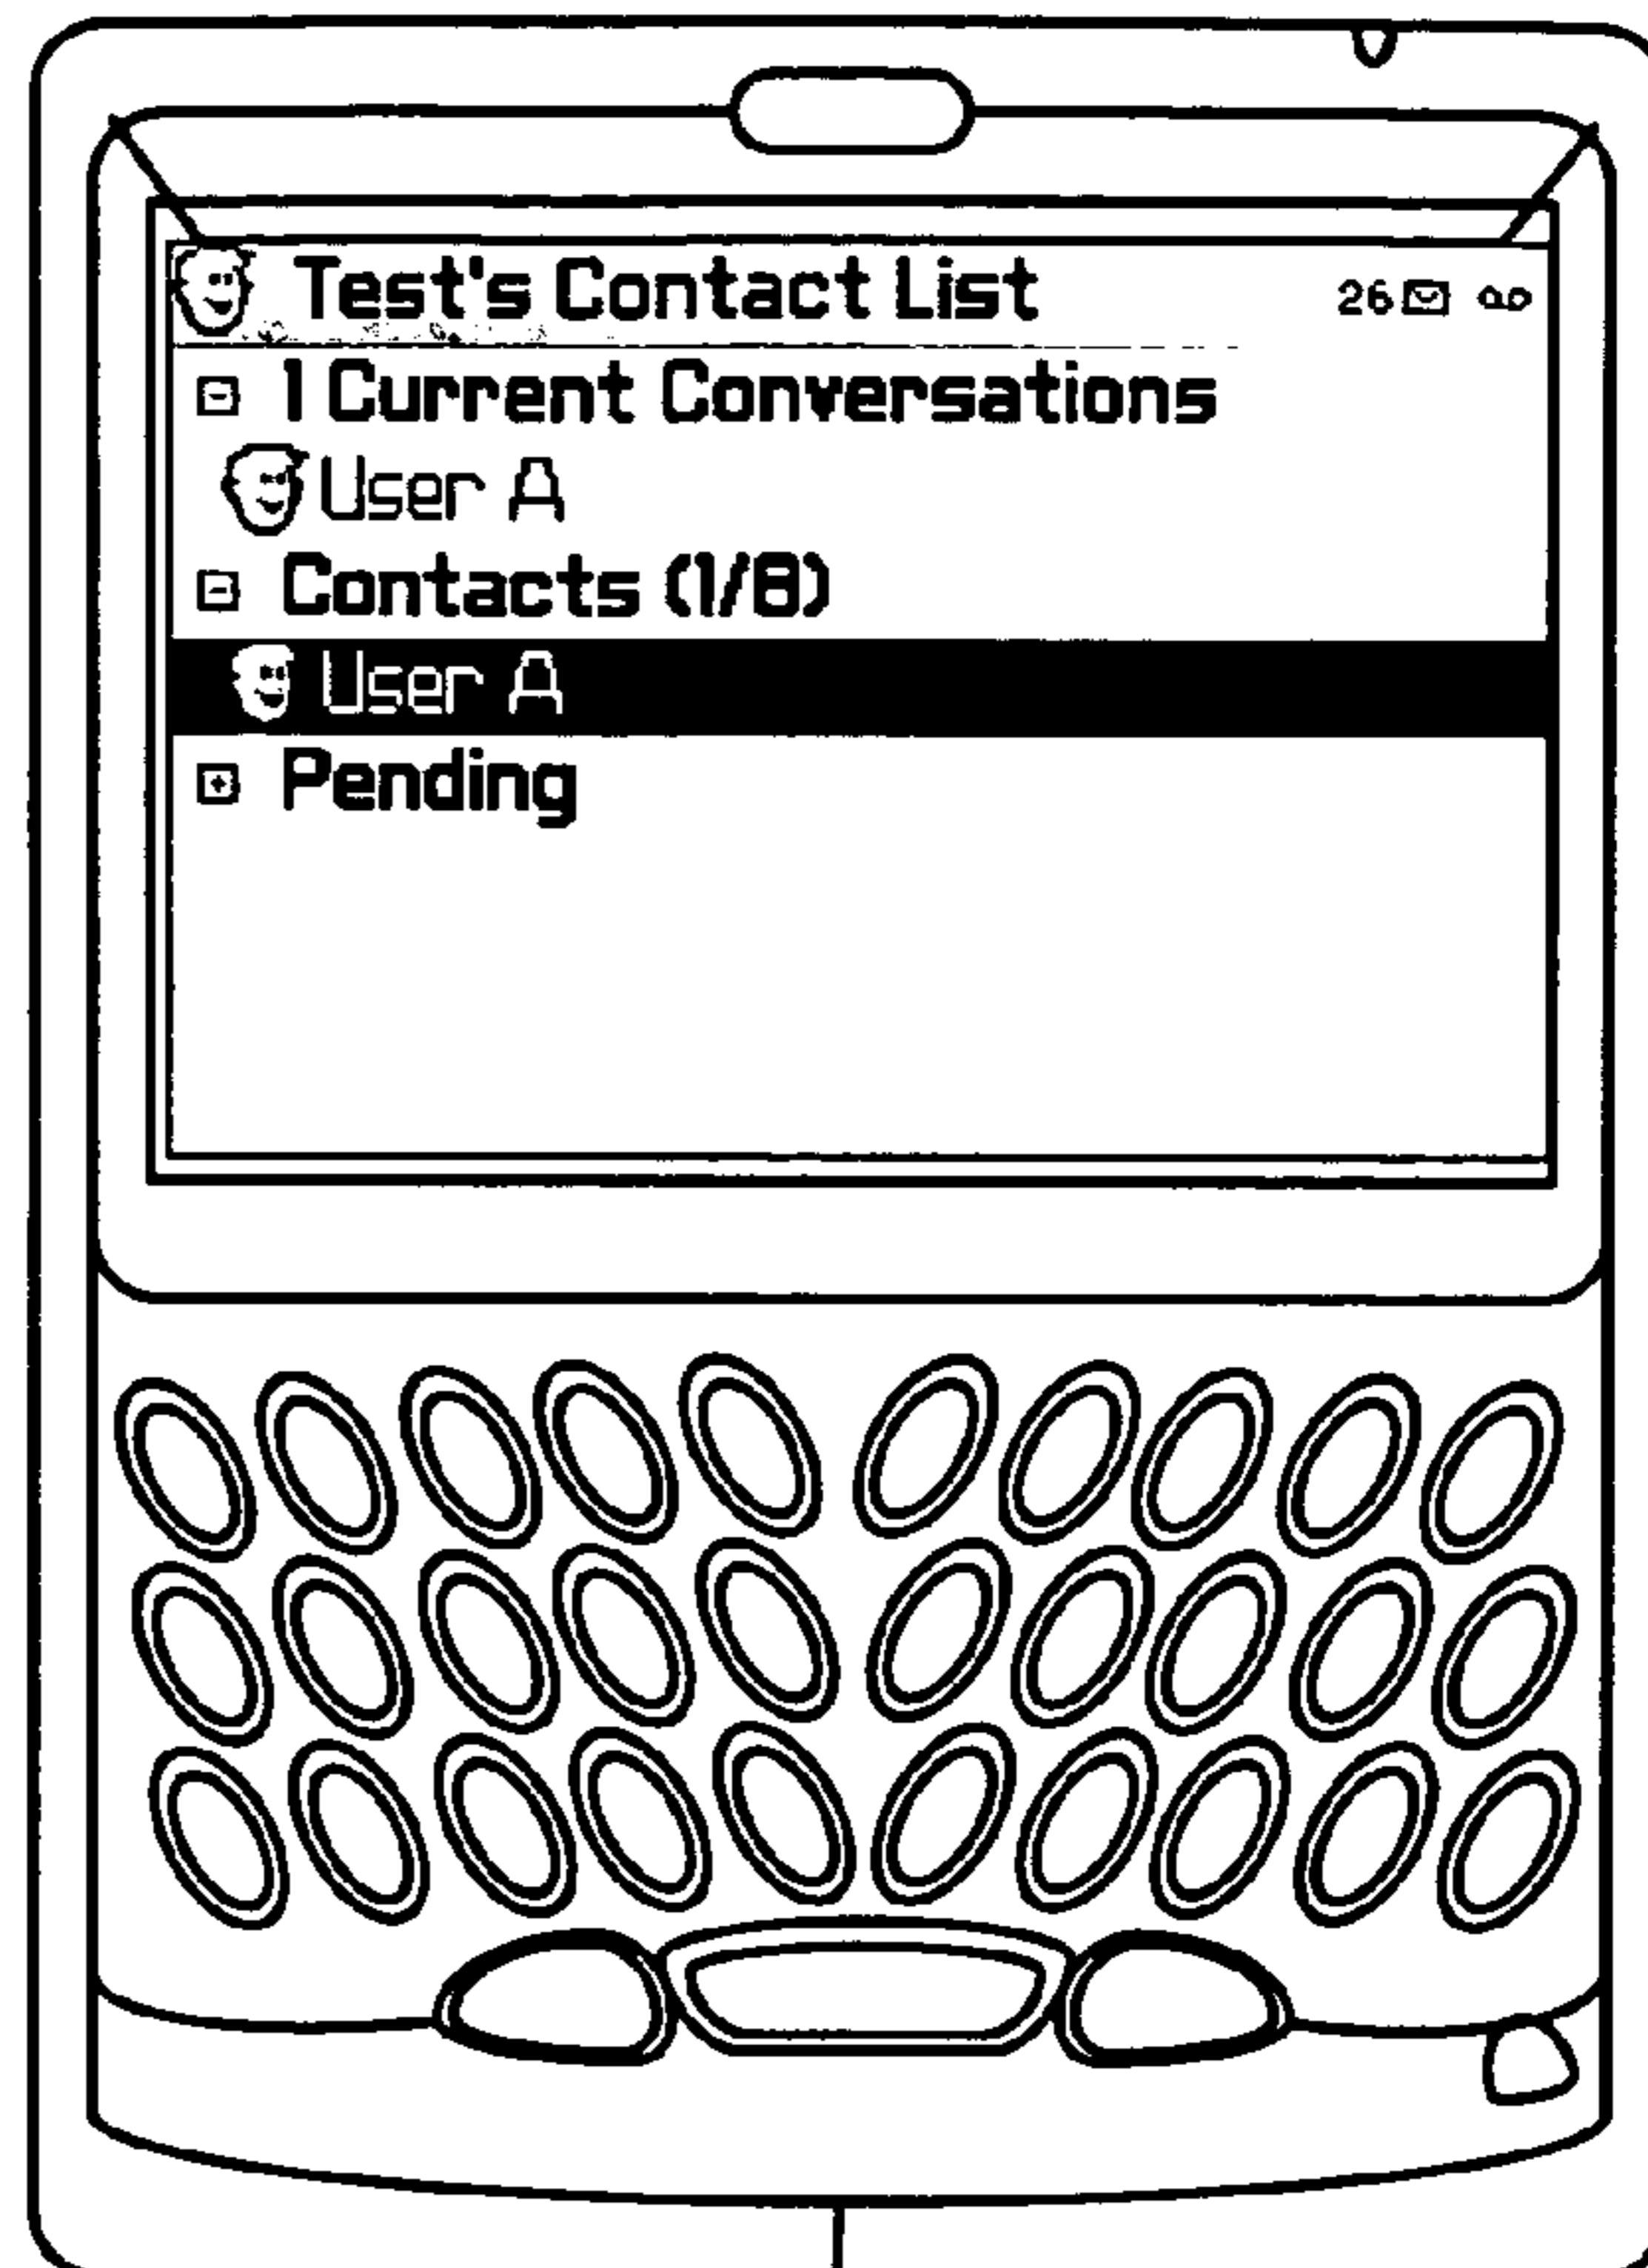 Test's Contact List 26
1 Current Conversations
User A
Contacts (1/8)
User A
Pending